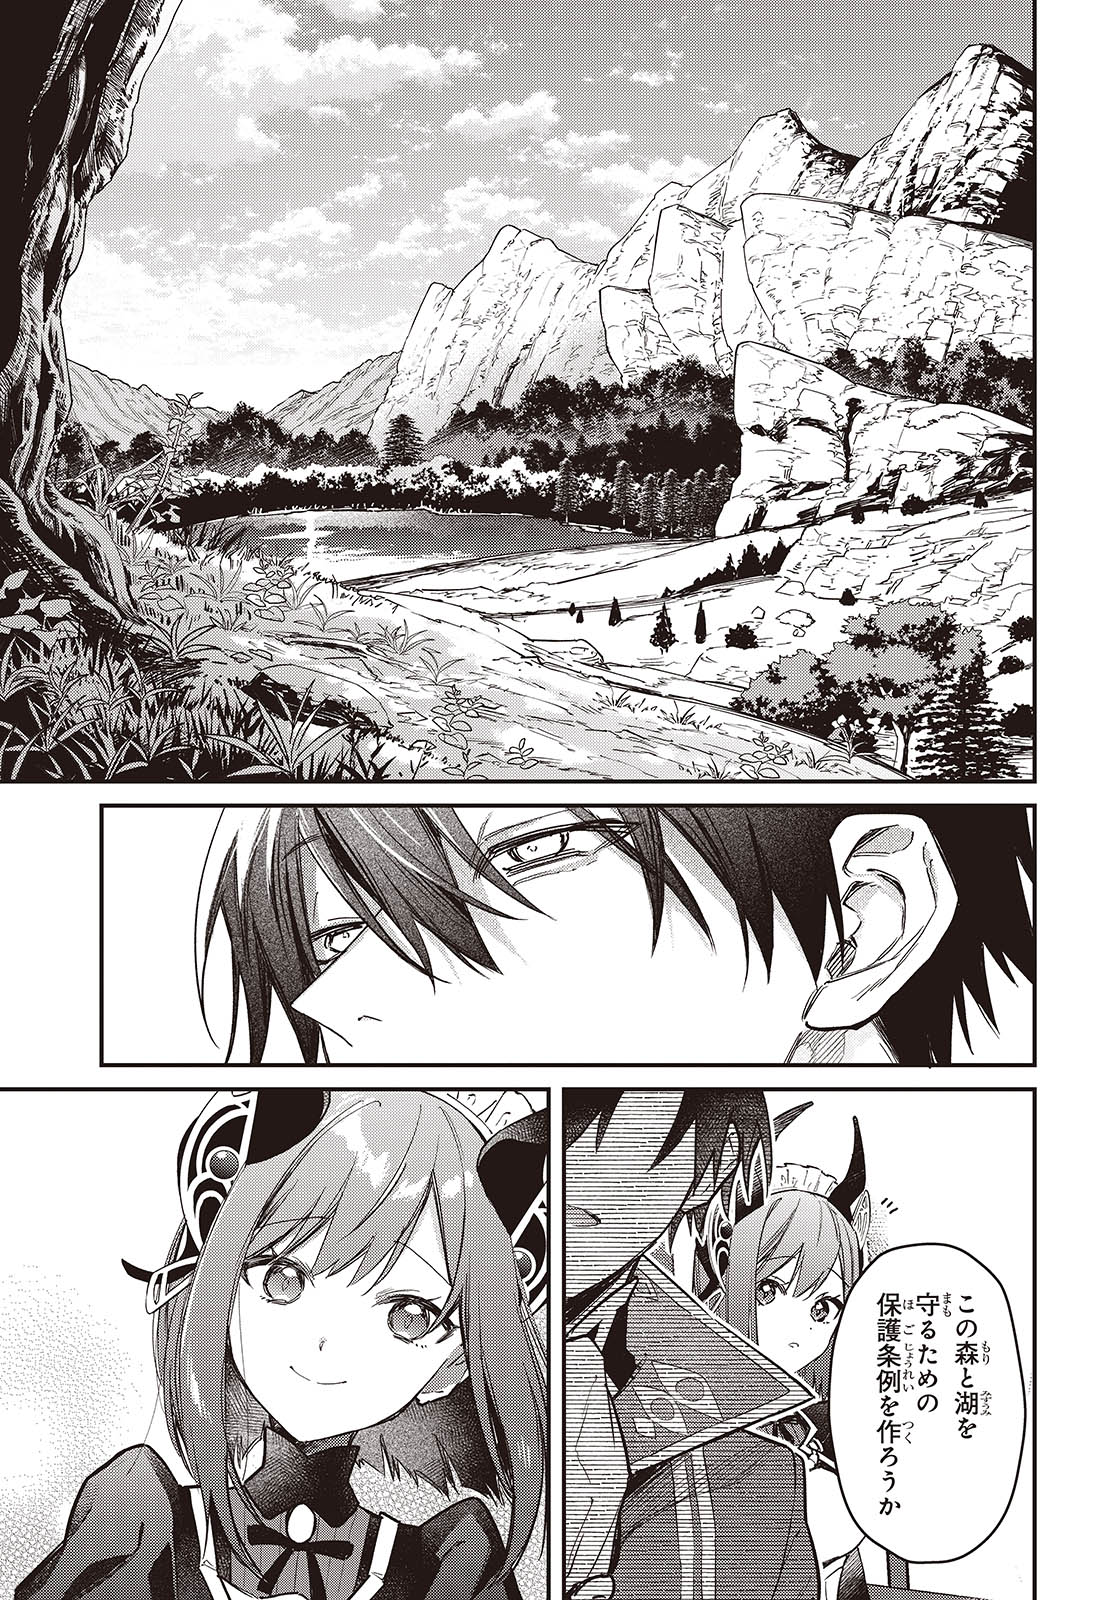 この森と湖を
守るための
保護条例を作ろうか